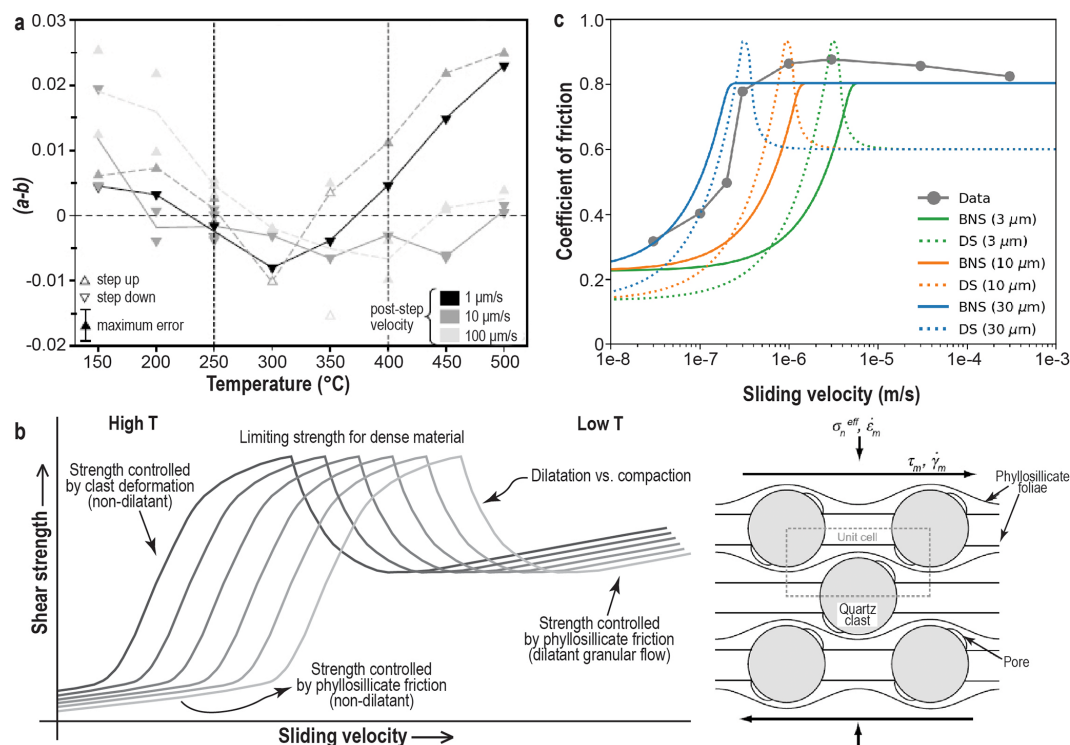 a
0.03
0.02
0.01
0
-0.01
-0.02
(a-b)
150 200 250 300 350 400 450 500
Temperature (°C)
step up
step down
maximum error
post-step
velocity
1 µm/s
10 µm/s
100 µm/s
c
1.0
0.8
0.6
0.4
0.2
0
Coefficient of friction
1e-8 1e-7 1e-6 1e-5 1e-4 1e-3
Sliding velocity (m/s)
Data
BNS (3 µm)
DS (3 µm)
BNS (10 µm)
DS (10 µm)
BNS (30 µm)
DS (30 µm)
b
High T
Low T
Limiting strength for dense material
Strength controlled
by clast deformation
(non-dilatant)
Dilatation vs. compaction
Shear strength
Strength controlled
by phyllosillicate friction
(non-dilatant)
Strength controlled
by phyllosillicate friction
(dilatant granular flow)
Sliding velocity
σₙᵉᶠᶠ, ε̇ₘ
τₘ, γ̇ₘ
Phyllosillicate
foliae
Unit cell
Quartz
clast
Pore